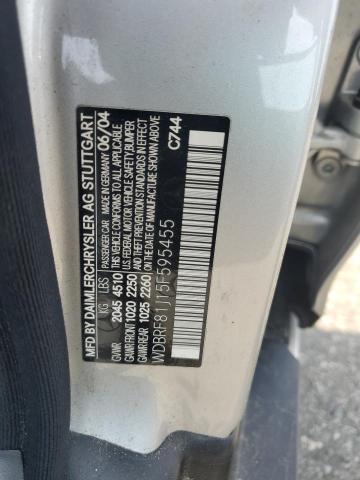 MFD BY DAIMLERCHRYSLER AG STUTTGART
PASSENGER CAR MADE IN GERMANY 06/04
KG LBS THIS VEHICLE CONFORMS TO ALL
GAWR 2045 4510 U.S. FEDERAL MOTOR VEHICLE SAFETY, BUMPER
GAWR FRONT 1020 2250 AND THEFT PREVENTION STANDARDS IN EFFECT
GAWR REAR 1025 2260 ON THE DATE OF MANUFACTURE SHOWN ABOVE
WDBRF81J15F595455 C744